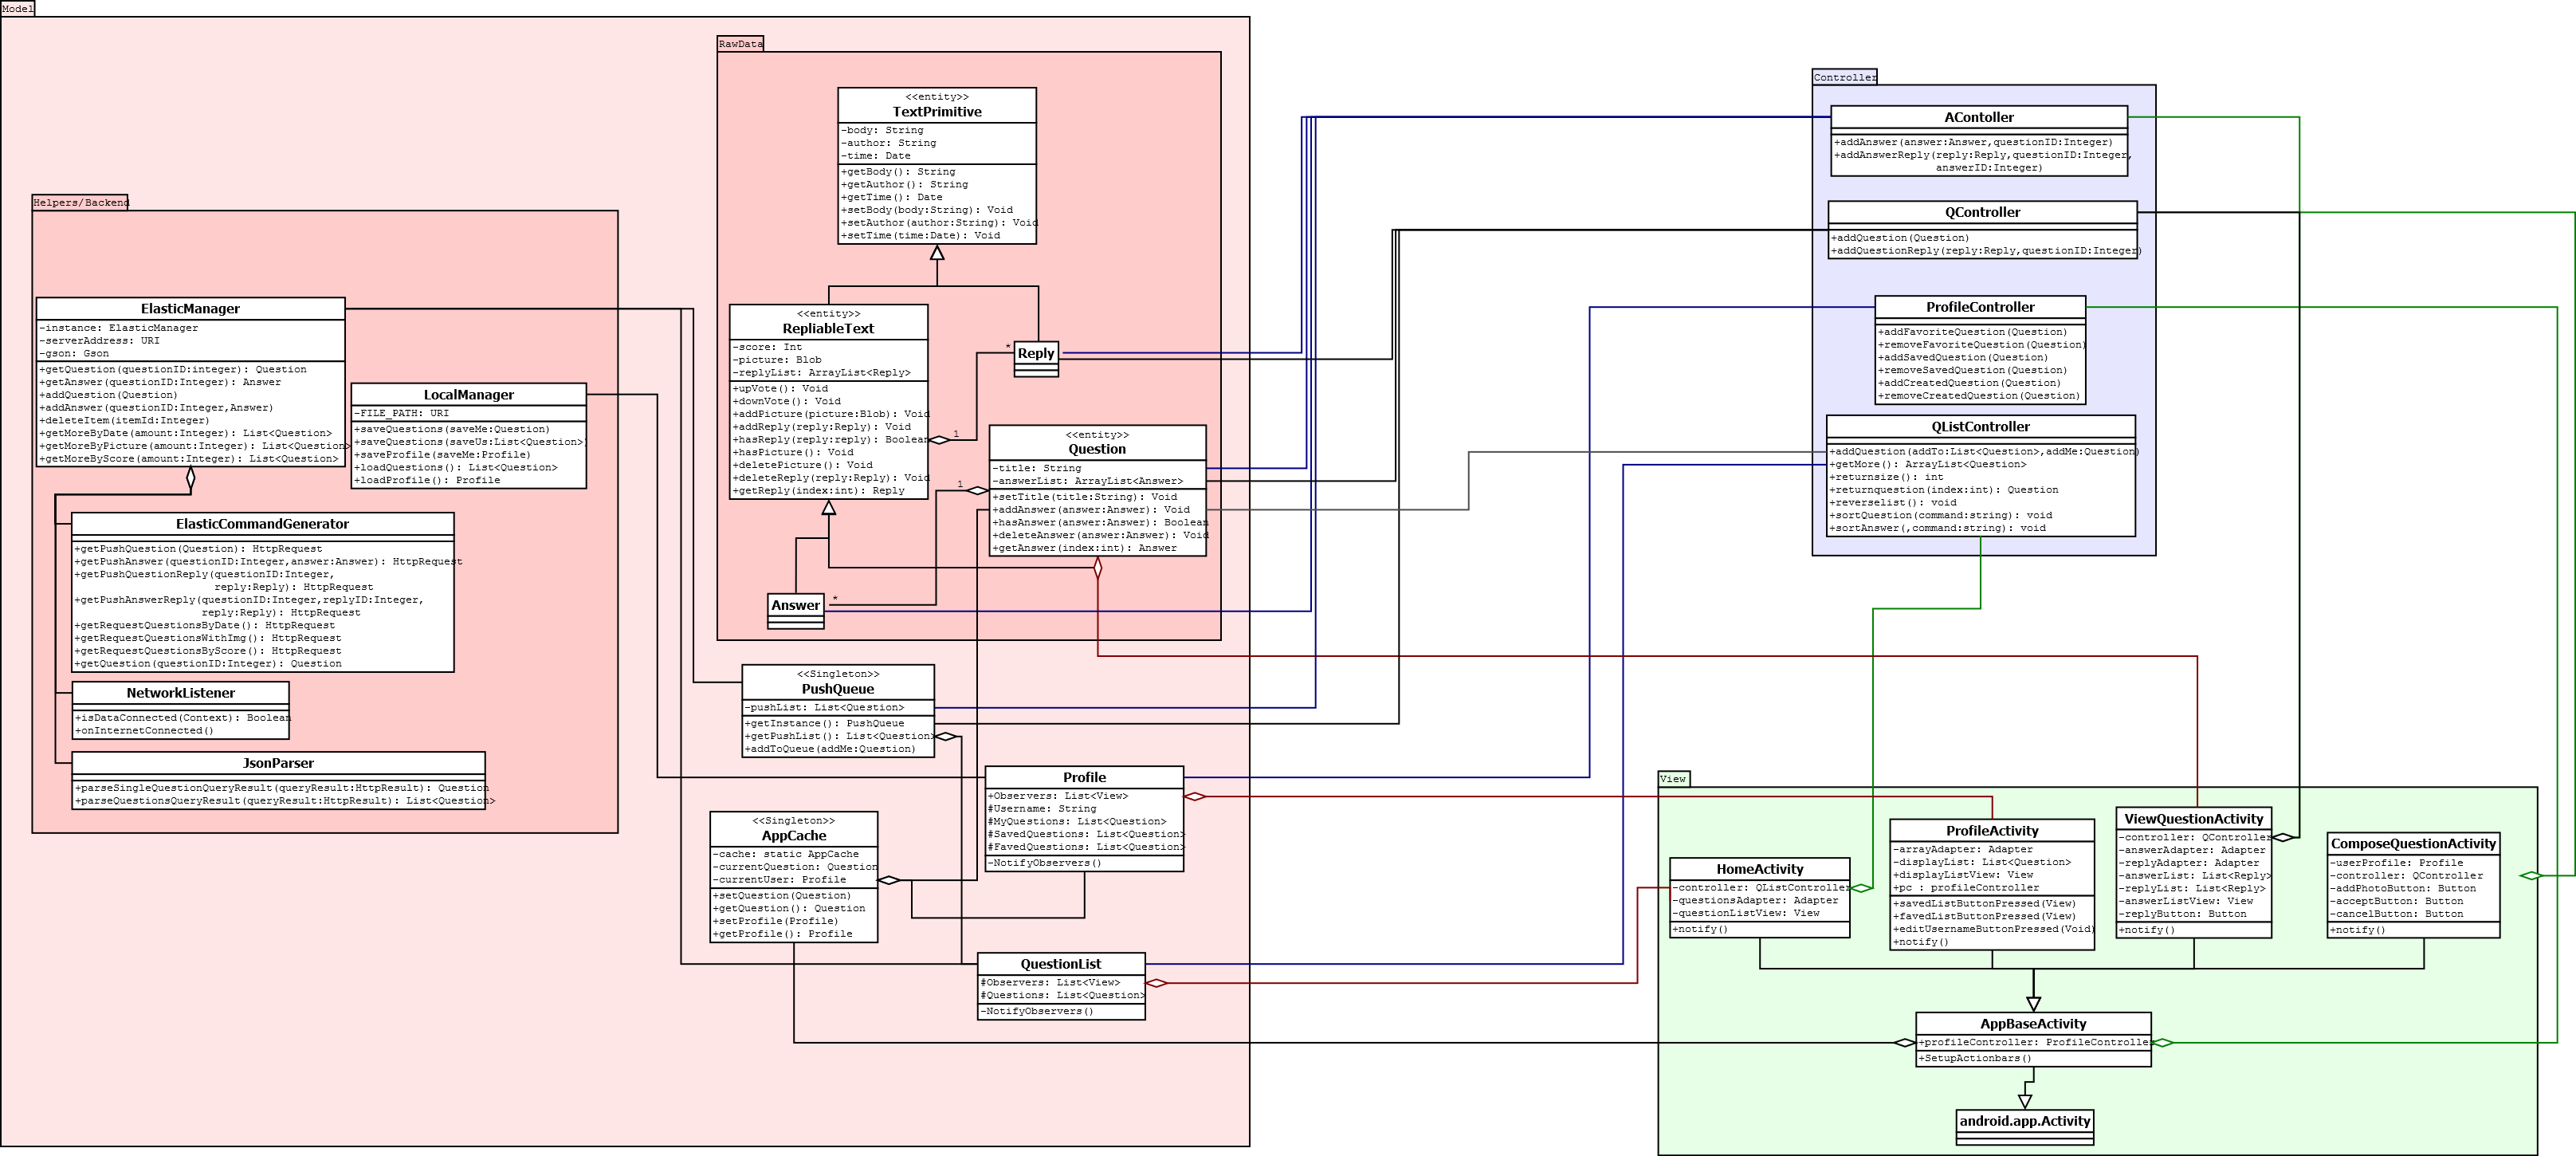 Model
RawData
<<entity>>
TextPrimitive
-body: String
-author: String
-time: Date
+getBody(): String
+getAuthor(): String
+getTime(): Date
+setBody(body:String): Void
+setAuthor(author:String): Void
+setTime(time:Date): Void
<<entity>>
RepliableText
-score: Int
-picture: Blob
-replyList: ArrayList<Reply>
+upVote(): Void
+downVote(): Void
+addPicture(picture:Blob): Void
+addReply(reply:Reply): Void
+hasReply(reply:reply): Boolean
+hasPicture(): Void
+deletePicture(): Void
+deleteReply(reply:Reply): Void
+getReply(index:int): Reply
*
Reply
1
<<entity>>
Question
-title: String
-answerList: ArrayList<Answer>
+setTitle(title:String): Void
+addAnswer(answer:Answer): Void
+hasAnswer(answer:Answer): Boolean
+deleteAnswer(answer:Answer): Void
+getAnswer(index:int): Answer
1
*
Answer
Helpers/Backend
ElasticManager
-instance: ElasticManager
-serverAddress: URI
-gson: Gson
+getQuestion(questionID:integer): Question
+getAnswer(questionID:Integer): Answer
+addQuestion(Question)
+addAnswer(questionID:Integer,Answer)
+deleteItem(itemId:Integer)
+getMoreByDate(amount:Integer): List<Question>
+getMoreByPicture(amount:Integer): List<Question>
+getMoreByScore(amount:Integer): List<Question>
LocalManager
-FILE_PATH: URI
+saveQuestions(saveMe:Question)
+saveQuestions(saveUs:List<Question>)
+saveProfile(saveMe:Profile)
+loadQuestions(): List<Question>
+loadProfile(): Profile
ElasticCommandGenerator
+getPushQuestion(Question): HttpRequest
+getPushAnswer(questionID:Integer,answer:Answer): HttpRequest
+getPushQuestionReply(questionID:Integer,
reply:Reply): HttpRequest
+getPushAnswerReply(questionID:Integer,replyID:Integer,
reply:Reply): HttpRequest
+getRequestQuestionsByDate(): HttpRequest
+getRequestQuestionsWithImg(): HttpRequest
+getRequestQuestionsByScore(): HttpRequest
+getQuestion(questionID:Integer): Question
NetworkListener
+isDataConnected(Context): Boolean
+onInternetConnected()
JsonParser
+parseSingleQuestionQueryResult(queryResult:HttpResult): Question
+parseQuestionsQueryResult(queryResult:HttpResult): List<Question>
<<Singleton>>
PushQueue
-pushList: List<Question>
+getInstance(): PushQueue
+getPushList(): List<Question>
+addToQueue(addMe:Question)
Profile
+Observers: List<View>
#Username: String
#MyQuestions: List<Question>
#SavedQuestions: List<Question>
#FavedQuestions: List<Question>
-NotifyObservers()
<<Singleton>>
AppCache
-cache: static AppCache
-currentQuestion: Question
-currentUser: Profile
+setQuestion(Question)
+getQuestion(): Question
+setProfile(Profile)
+getProfile(): Profile
QuestionList
#Observers: List<View>
#Questions: List<Question>
-NotifyObservers()
Controller
AContoller
+addAnswer(answer:Answer,questionID:Integer)
+addAnswerReply(reply:Reply,questionID:Integer,
answerID:Integer)
QController
+addQuestion(Question)
+addQuestionReply(reply:Reply,questionID:Integer)
ProfileController
+addFavoriteQuestion(Question)
+removeFavoriteQuestion(Question)
+addSavedQuestion(Question)
+removeSavedQuestion(Question)
+addCreatedQuestion(Question)
+removeCreatedQuestion(Question)
QListController
+addQuestion(addTo:List<Question>,addMe:Question)
+getMore(): ArrayList<Question>
+returnsize(): int
+returnquestion(index:int): Question
+reverselist(): void
+sortQuestion(command:string): void
+sortAnswer(,command:string): void
View
HomeActivity
-controller: QListController
-questionsAdapter: Adapter
-questionListView: View
+notify()
ProfileActivity
-arrayAdapter: Adapter
-displayList: List<Question>
+displayListView: View
+pc : profileController
+savedListButtonPressed(View)
+favedListButtonPressed(View)
+editUsernameButtonPressed(Void)
+notify()
ViewQuestionActivity
-controller: QController
-answerAdapter: Adapter
-replyAdapter: Adapter
-answerList: List<Reply>
-replyList: List<Reply>
-answerListView: View
-replyButton: Button
+notify()
ComposeQuestionActivity
-userProfile: Profile
-controller: QController
-addPhotoButton: Button
-acceptButton: Button
-cancelButton: Button
+notify()
AppBaseActivity
+profileController: ProfileController
+SetupActionbars()
android.app.Activity